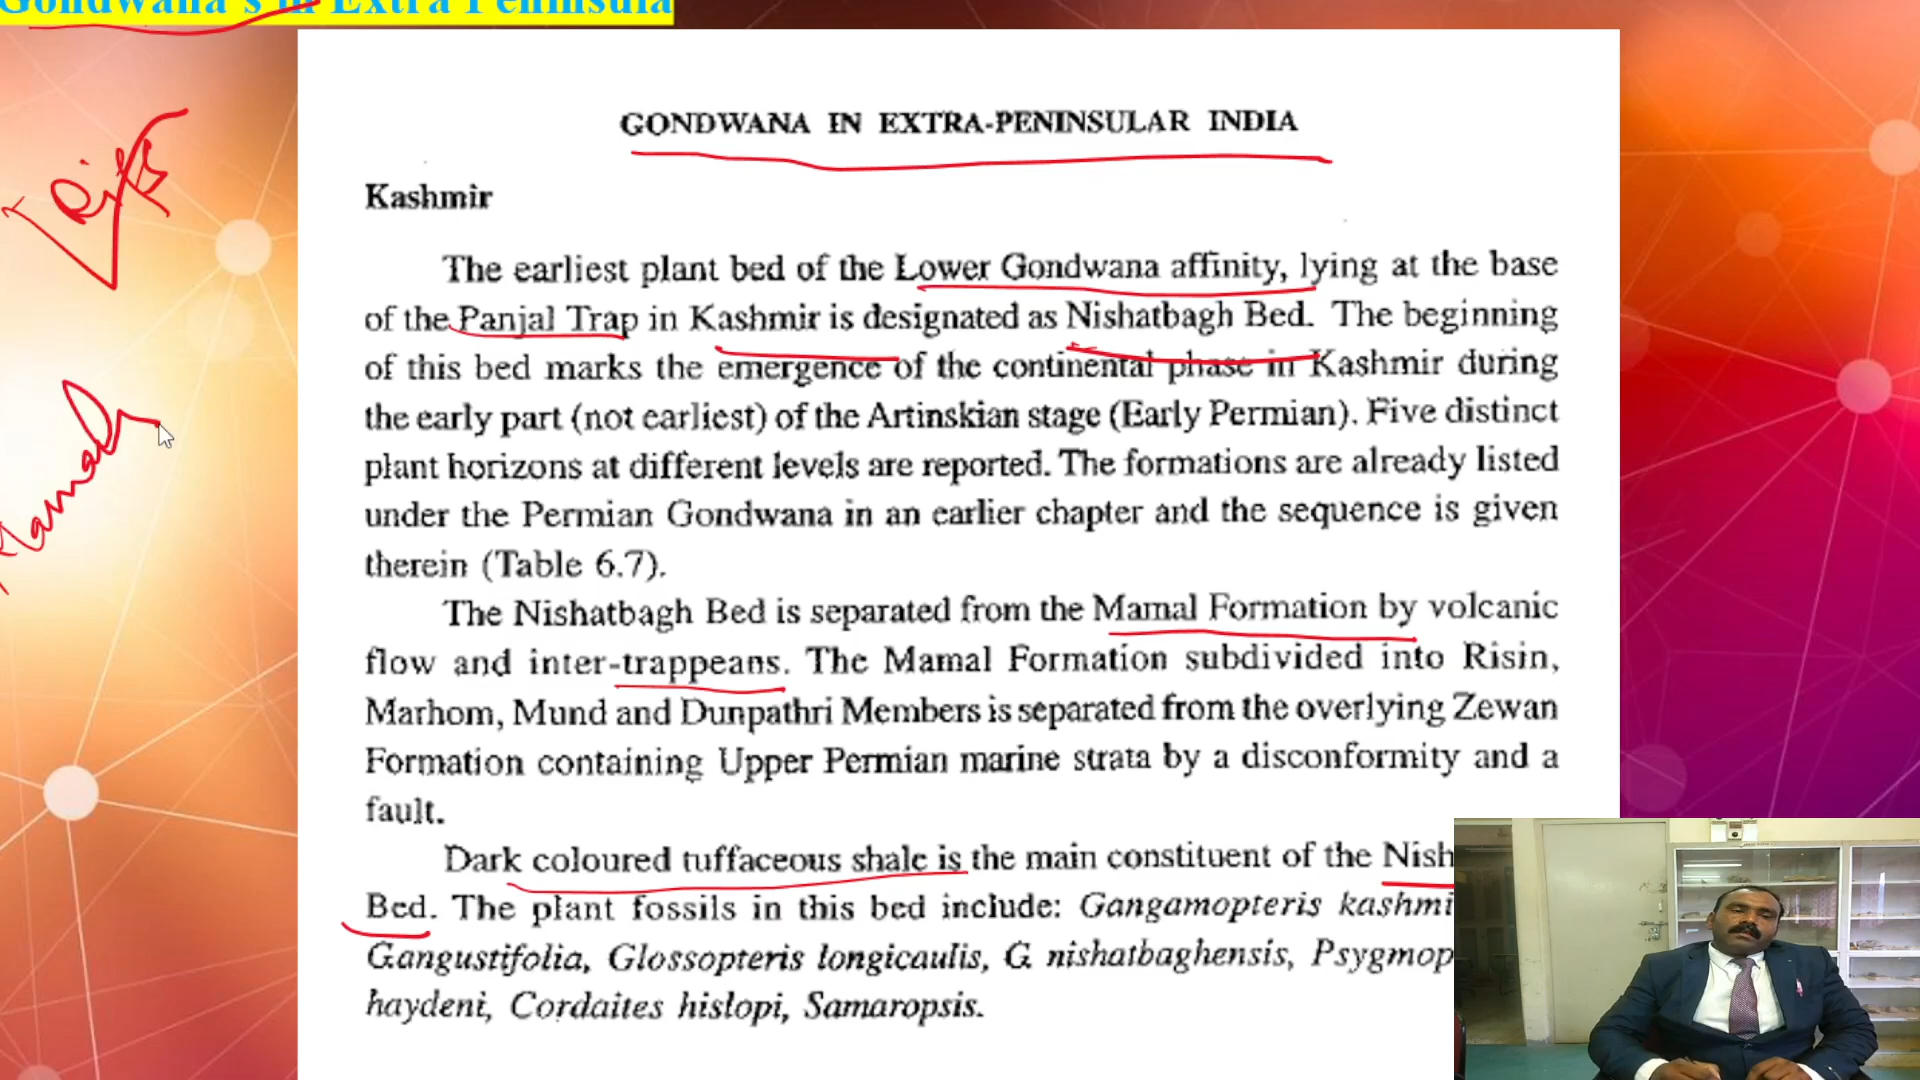 Gondwana's in Extra Peninsula
GONDWANA IN EXTRA-PENINSULAR INDIA
Kashmir
The earliest plant bed of the Lower Gondwana affinity, lying at the base
of the Panjal Trap in Kashmir is designated as Nishatbagh Bed. The beginning
of this bed marks the emergence of the continental phase in Kashmir during
the early part (not earliest) of the Artinskian stage (Early Permian). Five distinct
plant horizons at different levels are reported. The formations are already listed
under the Permian Gondwana in an earlier chapter and the sequence is given
therein (Table 6.7).
The Nishatbagh Bed is separated from the Mamal Formation by volcanic
flow and inter-trappeans. The Mamal Formation subdivided into Risin,
Marhom, Mund and Dunpathri Members is separated from the overlying Zewan
Formation containing Upper Permian marine strata by a disconformity and a
fault.
Dark coloured tuffaceous shale is the main constituent of the Nish
Bed. The plant fossils in this bed include: Gangamopteris kashmi
Gangustifolia, Glossopteris longicaulis, G. nishatbaghensis, Psygmop
haydeni, Cordaites hislopi, Samaropsis.